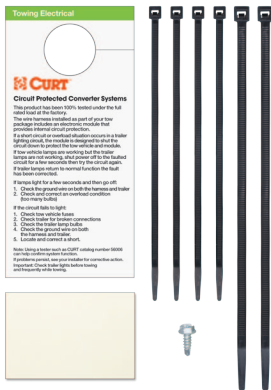 Towing Electrical
CURT
Circuit Protected Converter Systems
This product has been 100% tested under the full
rated load at the factory.
The wire harness installed as part of your tow
package includes an electronic module that
provides internal circuit protection.
If a short circuit or overload situation occurs in a trailer
lighting circuit, the module is designed to shut the
circuit down to protect the tow vehicle and module.
If tow vehicle lamps are working but the trailer
lamps are not working, shut power off to the faulted
circuit for a few seconds then try the circuit again.
If trailer lamps return to normal function the fault
has been corrected.
If lamps light for a few seconds and then go off:
1. Check the ground wire on both the harness and trailer
2. Check and correct an overload condition
(too many bulbs)
If the circuit fails to light:
1. Check tow vehicle fuses
2. Check trailer for broken connections
3. Check the trailer lamp bulbs
4. Check the ground wire on both
the harness and trailer.
5. Locate and correct a short.
Note: Using a tester such as CURT catalog number 56006
can help confirm system function.
If problems persist, see your installer for corrective action.
Important: Check trailer lights before towing
and frequently while towing.